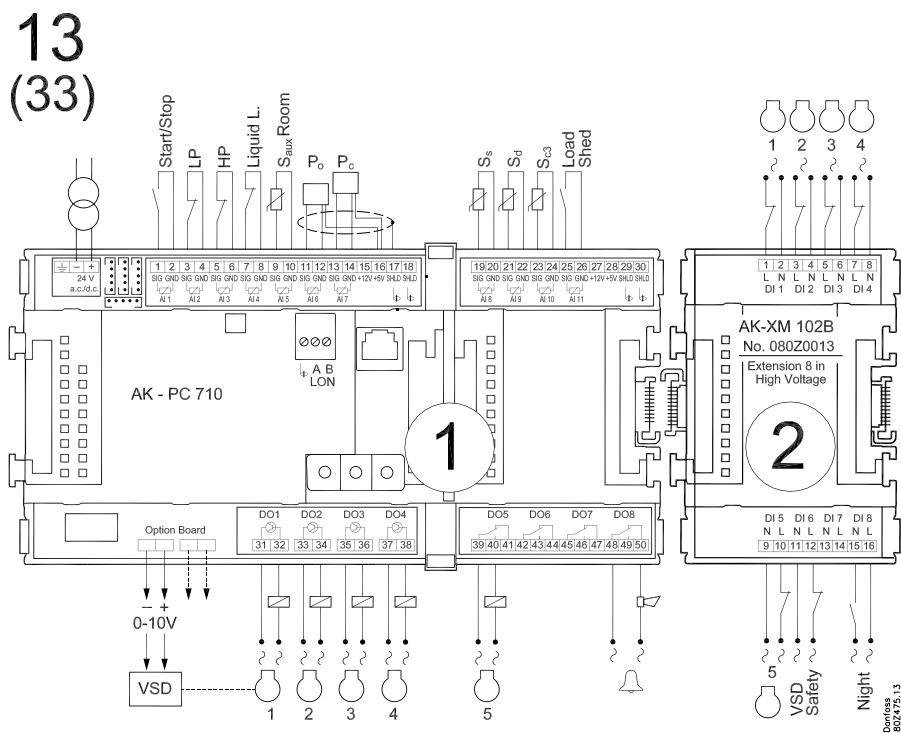 13
(33)
Start/Stop
LP
HP
Liquid L.
Saux Room
Po
Pc
Ss
Sd
Sc3
Load
Shed
1 2 3 4
24 V
a.c./d.c.
– +
1 2 3 4 5 6 7 8 9 10 11 12 13 14 15 16 17 18
SIG GND SIG GND SIG GND SIG GND SIG GND SIG GND SIG GND +12V +5V SHLD SHLD
AI 1 AI 2 AI 3 AI 4 AI 5 AI 6 AI 7
19 20 21 22 23 24 25 26 27 28 29 30
SIG GND SIG GND SIG GND SIG GND +12V +5V SHLD SHLD
AI 8 AI 9 AI 10 AI 11
1 2 3 4 5 6 7 8
L N L N L N L N
DI 1 DI 2 DI 3 DI 4
AK-XM 102B
No. 080Z0013
Extension 8 in
High Voltage
A B
LON
AK - PC 710
1
2
Option Board
DO1 DO2 DO3 DO4
31 32 33 34 35 36 37 38
DO5 DO6 DO7 DO8
39 40 41 42 43 44 45 46 47 48 49 50
DI 5 DI 6 DI 7 DI 8
N L N L N L N L
9 10 11 12 13 14 15 16
– +
0-10V
VSD
1 2 3 4 5
5
VSD
Safety
Night
Danfoss
80Z475.13